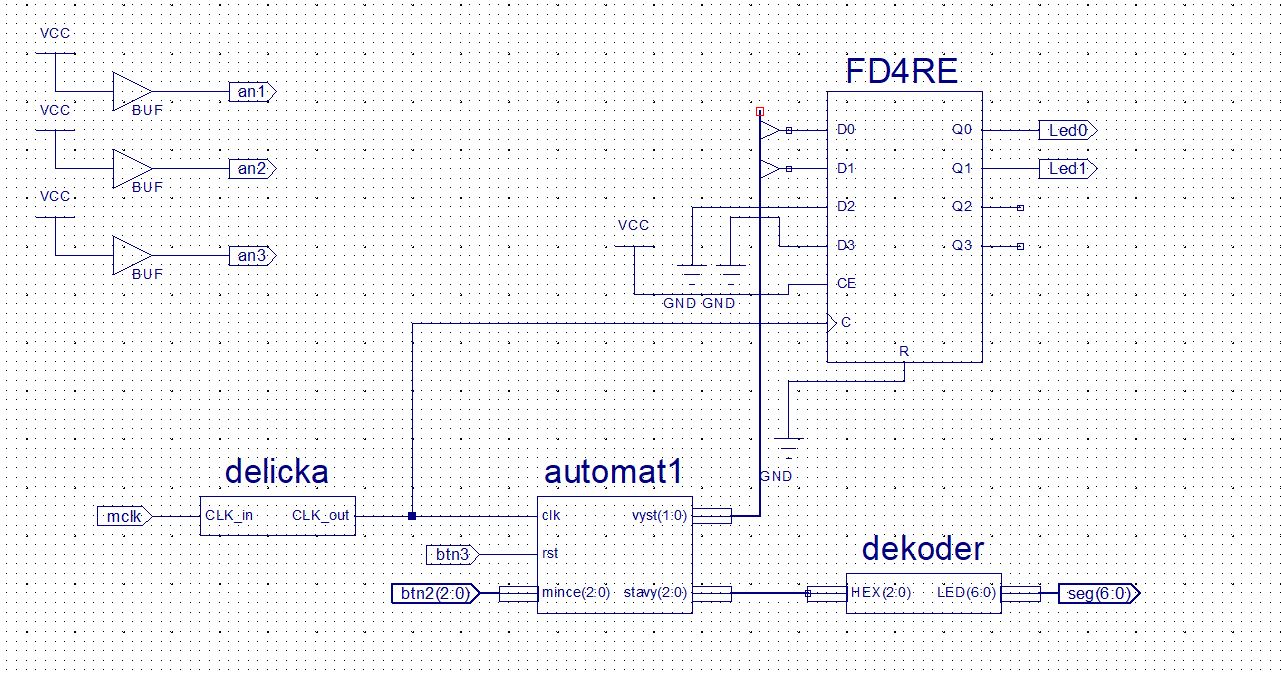 VCC
an1
BUF
VCC
an2
BUF
VCC
an3
BUF
FD4RE
D0
Q0
Led0
D1
Q1
Led1
D2
Q2
D3
Q3
CE
C
R
VCC
GND GND
GND
delicka
mclk
CLK_in
CLK_out
automat1
clk
vyst(1:0)
btn3
rst
btn2(2:0)
mince(2:0)
stavy(2:0)
dekoder
HEX(2:0)
LED(6:0)
seg(6:0)